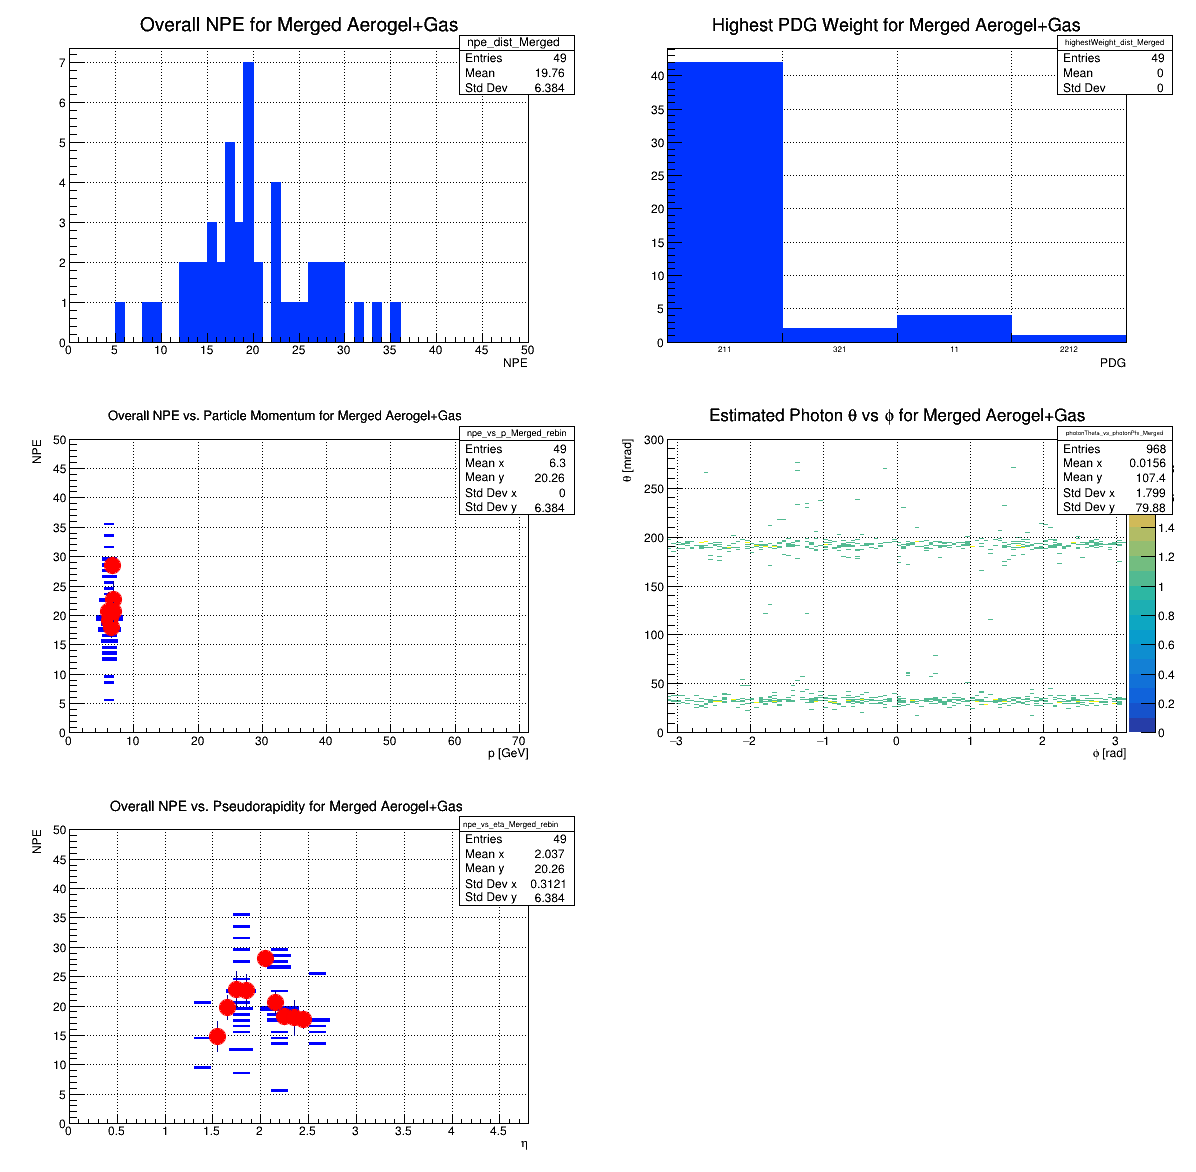 Overall NPE for Merged Aerogel+Gas
npe_dist_Merged
Entries 49
Mean 19.76
Std Dev 6.384
7
6
5
4
3
2
1
0
0 5 10 15 20 25 30 35 40 45 50
NPE
Highest PDG Weight for Merged Aerogel+Gas
highestWeight_dist_Merged
Entries 49
Mean 0
Std Dev 0
40
35
30
25
20
15
10
5
0
211 321 11 2212
PDG
Overall NPE vs. Particle Momentum for Merged Aerogel+Gas
npe_vs_p_Merged_rebin
Entries 49
Mean x 6.3
Mean y 20.26
Std Dev x 0
Std Dev y 6.384
NPE
50
45
40
35
30
25
20
15
10
5
0
0 10 20 30 40 50 60 70
p [GeV]
Estimated Photon θ vs ϕ for Merged Aerogel+Gas
photonTheta_vs_photonPhi_Merged
Entries 968
Mean x 0.0156
Mean y 107.4
Std Dev x 1.799
Std Dev y 79.88
θ [mrad]
300
250
200
150
100
50
0
−3 −2 −1 0 1 2 3
ϕ [rad]
1.4
1.2
1
0.8
0.6
0.4
0.2
0
Overall NPE vs. Pseudorapidity for Merged Aerogel+Gas
npe_vs_eta_Merged_rebin
Entries 49
Mean x 2.037
Mean y 20.26
Std Dev x 0.3121
Std Dev y 6.384
NPE
50
45
40
35
30
25
20
15
10
5
0
0 0.5 1 1.5 2 2.5 3 3.5 4 4.5
η